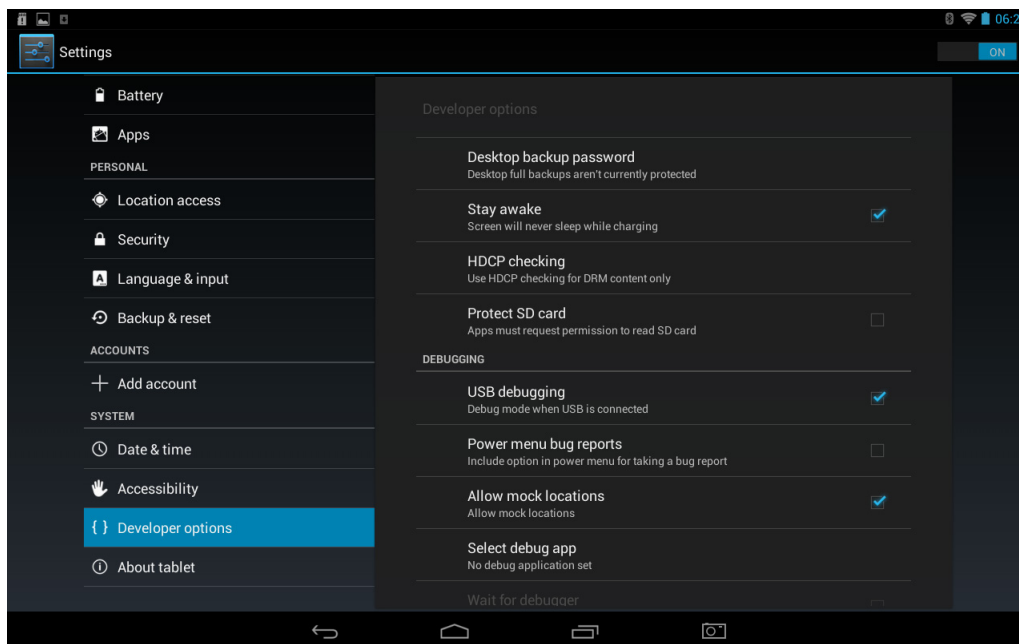 06:2
Settings
ON
Battery
Apps
PERSONAL
Location access
Security
Language & input
Backup & reset
ACCOUNTS
Add account
SYSTEM
Date & time
Accessibility
{ } Developer options
About tablet
Developer options
Desktop backup password
Desktop full backups aren't currently protected
Stay awake
Screen will never sleep while charging
HDCP checking
Use HDCP checking for DRM content only
Protect SD card
Apps must request permission to read SD card
DEBUGGING
USB debugging
Debug mode when USB is connected
Power menu bug reports
Include option in power menu for taking a bug report
Allow mock locations
Allow mock locations
Select debug app
No debug application set
Wait for debugger